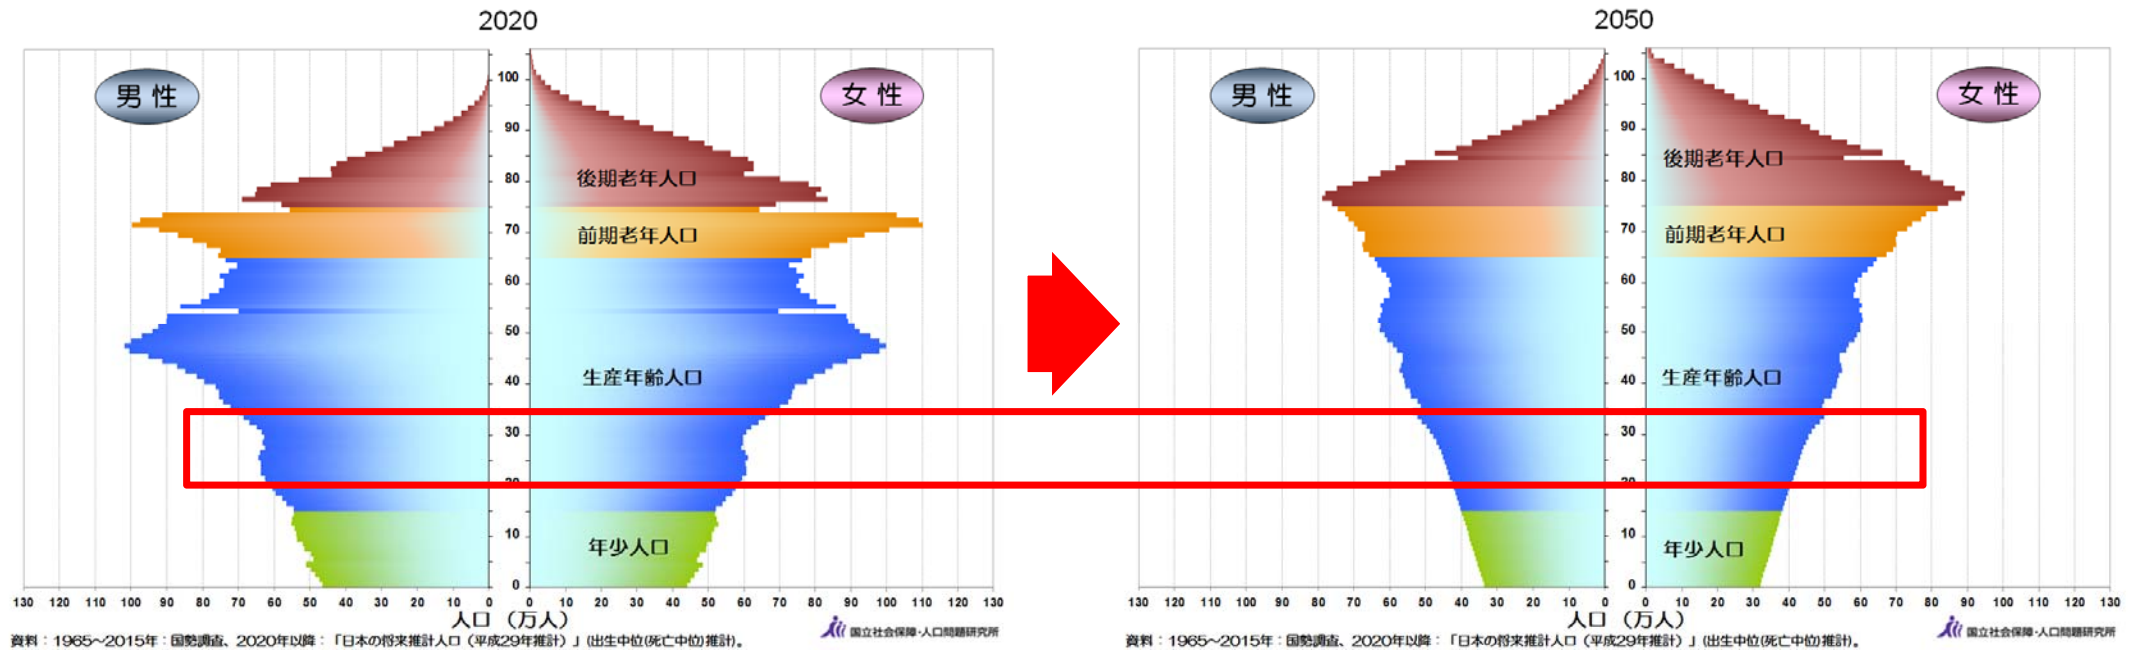 2020
男性
女性
100
90
80
70
60
50
40
30
20
10
0
後期老年人口
前期老年人口
生産年齢人口
年少人口
130 120 110 100 90 80 70 60 50 40 30 20 10 0 0 10 20 30 40 50 60 70 80 90 100 110 120 130
人口 (万人)
資料：1965～2015年：国勢調査、2020年以降：「日本の将来推計人口（平成29年推計）」(出生中位(死亡中位)推計)。
国立社会保障・人口問題研究所
2050
男性
女性
100
90
80
70
60
50
40
30
20
10
0
後期老年人口
前期老年人口
生産年齢人口
年少人口
130 120 110 100 90 80 70 60 50 40 30 20 10 0 0 10 20 30 40 50 60 70 80 90 100 110 120 130
人口 (万人)
資料：1965～2015年：国勢調査、2020年以降：「日本の将来推計人口（平成29年推計）」(出生中位(死亡中位)推計)。
国立社会保障・人口問題研究所